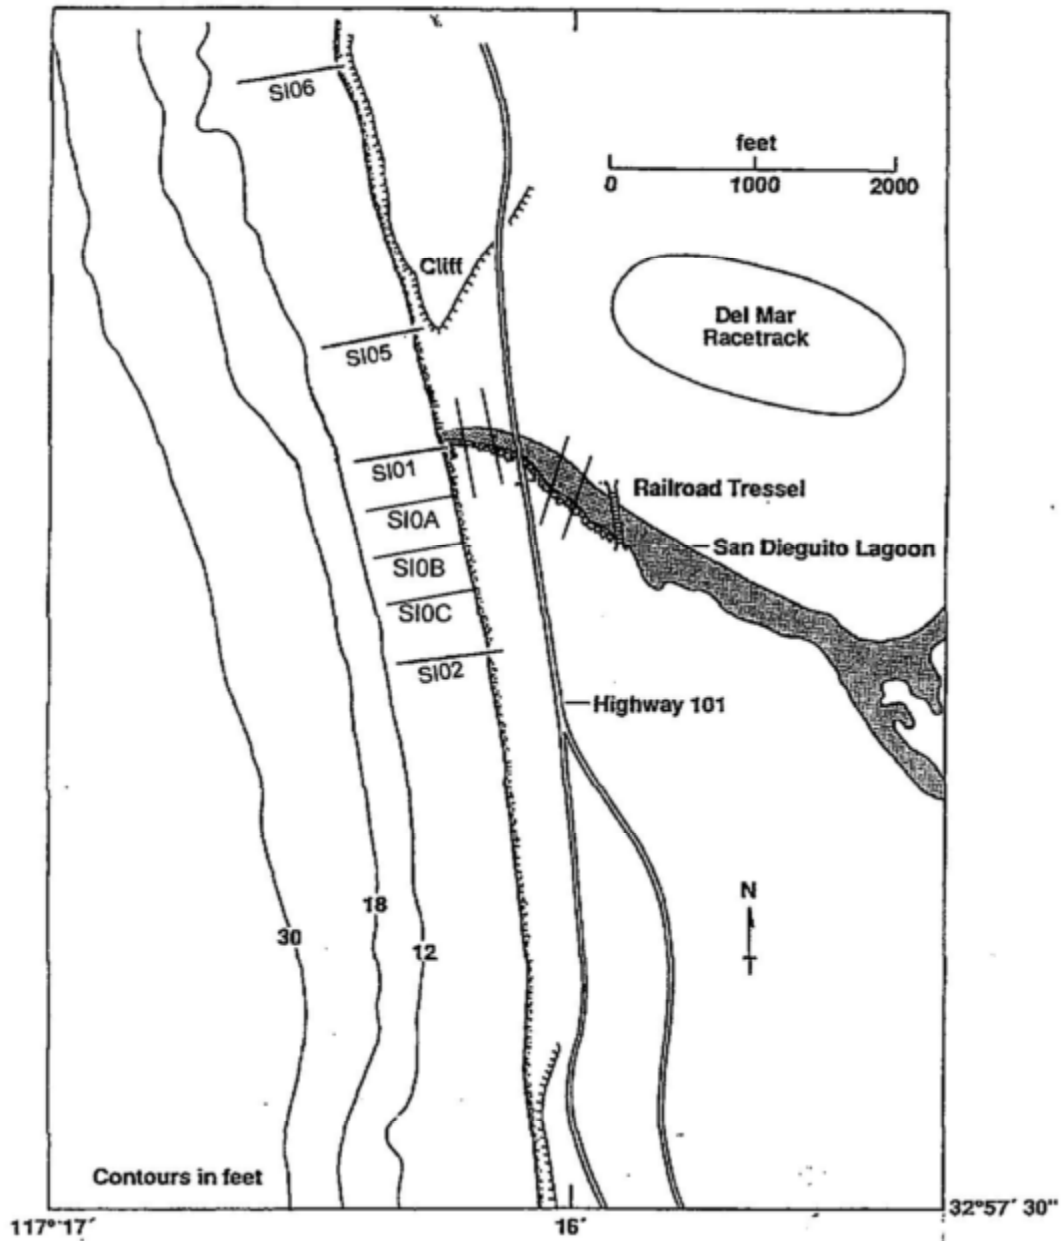 SI06
feet
0 1000 2000
Cliff
Del Mar
Racetrack
SI05
SI01
Railroad Tressel
SI0A
San Dieguito Lagoon
SI0B
SI0C
SI02
Highway 101
N
18
30
12
Contours in feet
117°17′
16′
32°57′ 30"